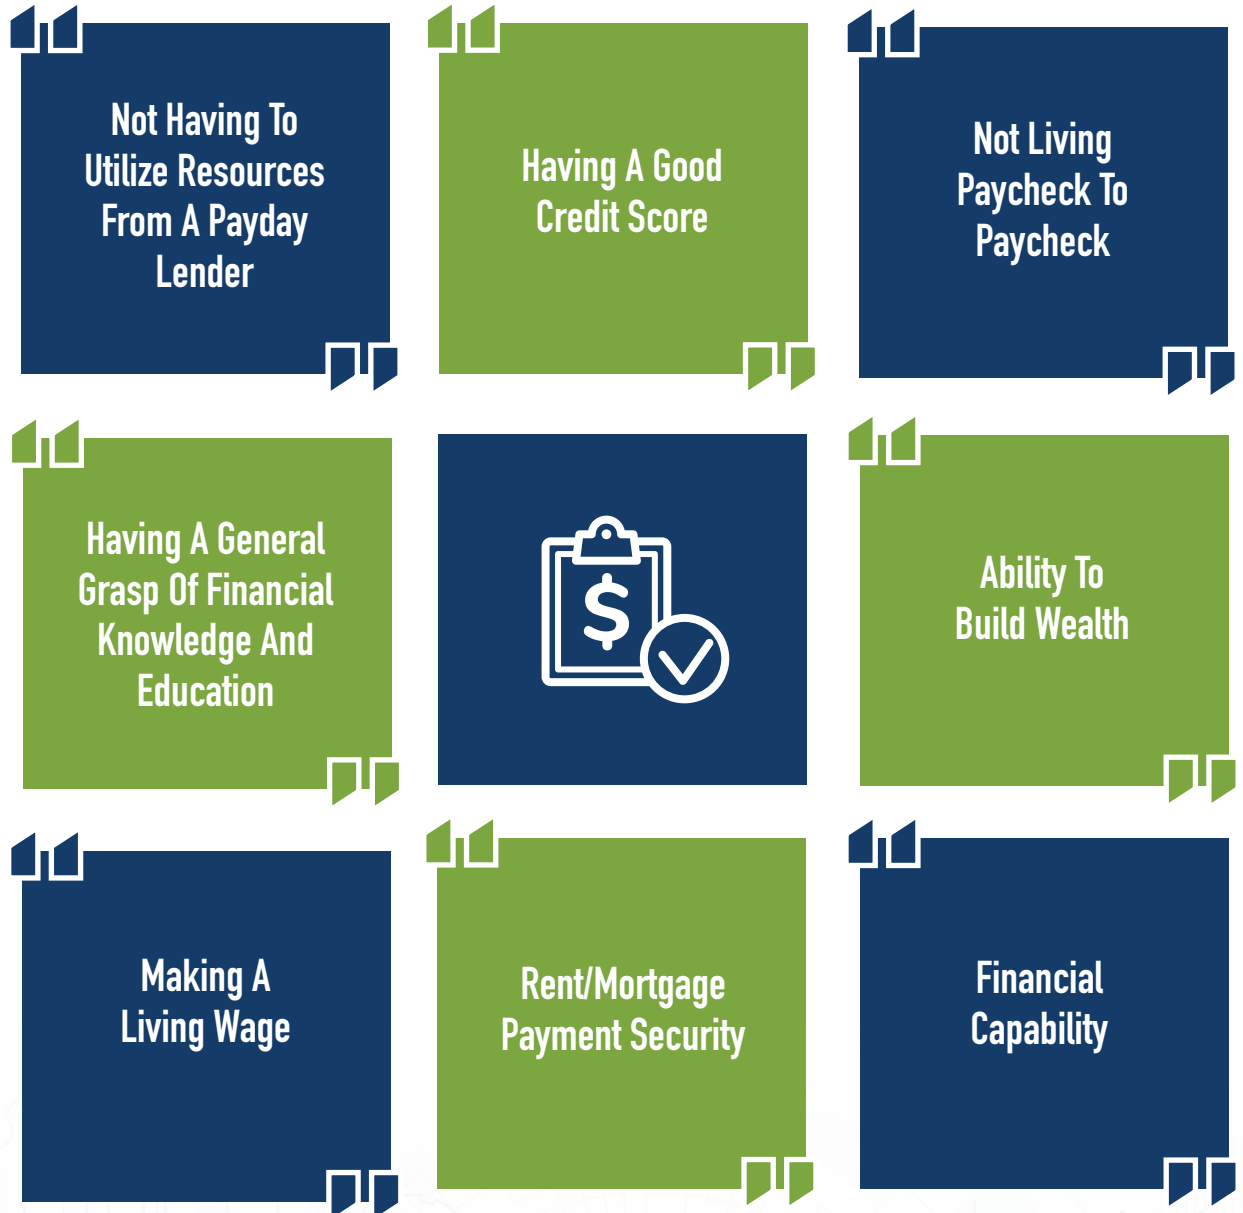 Not Having To
Utilize Resources
From A Payday
Lender
Having A Good
Credit Score
Not Living
Paycheck To
Paycheck
Having A General
Grasp Of Financial
Knowledge And
Education
$
Ability To
Build Wealth
Making A
Living Wage
Rent/Mortgage
Payment Security
Financial
Capability